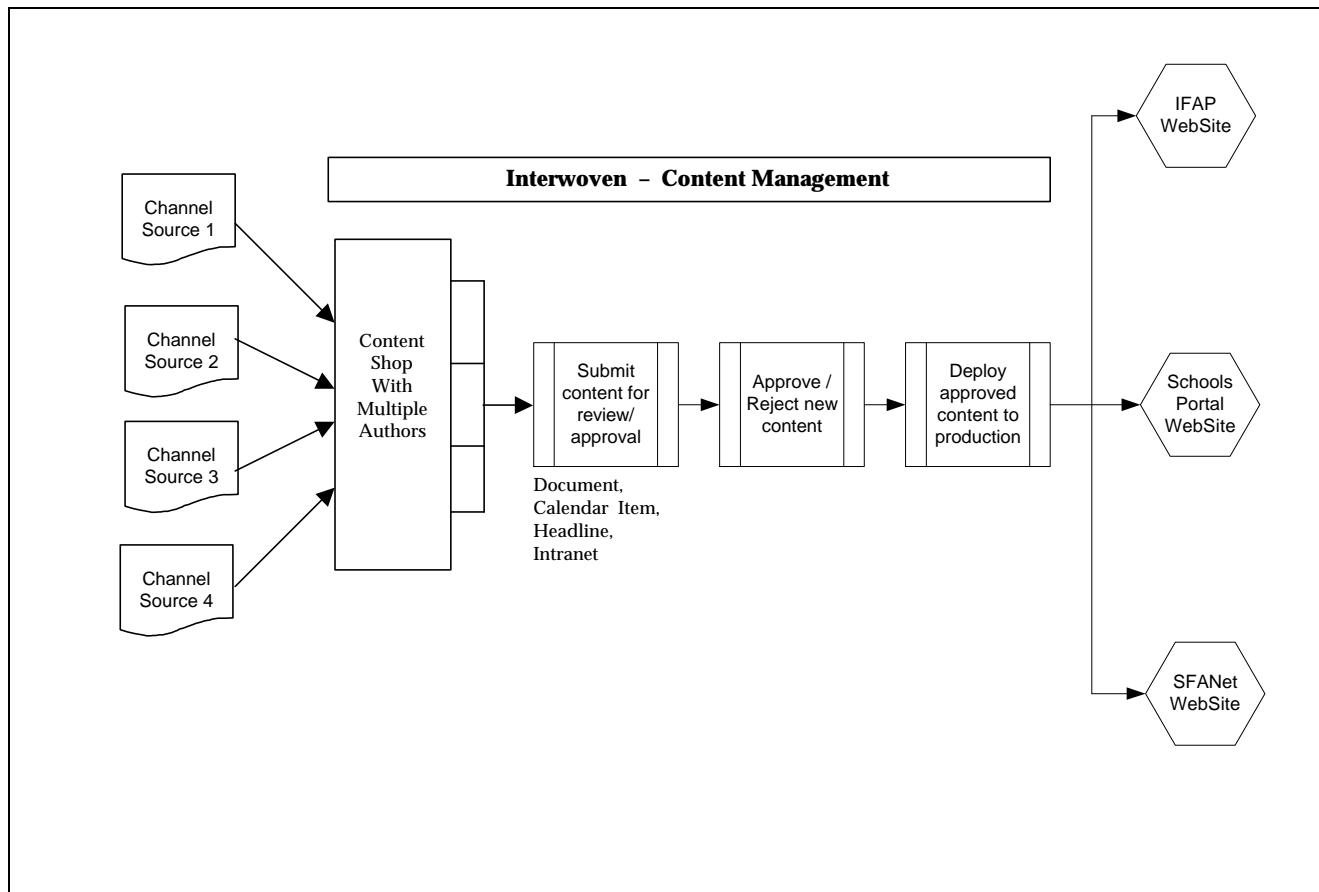 Interwoven – Content Management
Channel
Source 1
Channel
Source 2
Channel
Source 3
Channel
Source 4
Content
Shop
With
Multiple
Authors
Submit
content for
review/
approval
Document,
Calendar Item,
Headline,
Intranet
Approve /
Reject new
content
Deploy
approved
content to
production
IFAP
WebSite
Schools
Portal
WebSite
SFANet
WebSite